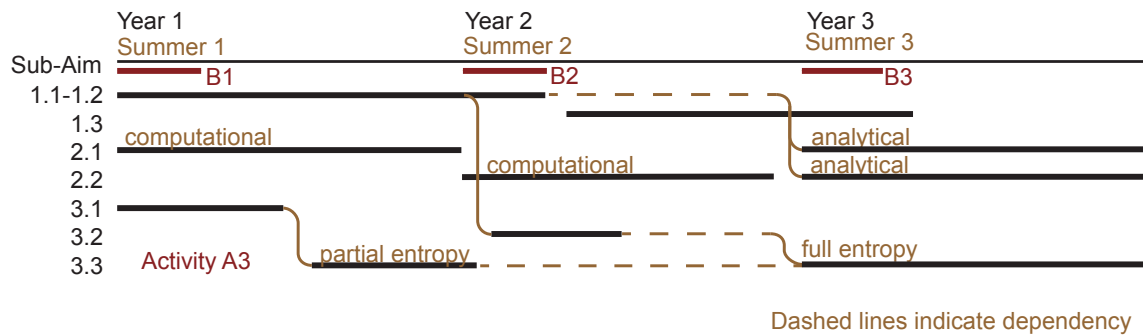 Year 1 Year 2 Year 3
Summer 1 Summer 2 Summer 3
Sub-Aim
B1 B2 B3
1.1-1.2
1.3
computational analytical
2.1
computational analytical
2.2
3.1
3.2
partial entropy full entropy
3.3 Activity A3
Dashed lines indicate dependency